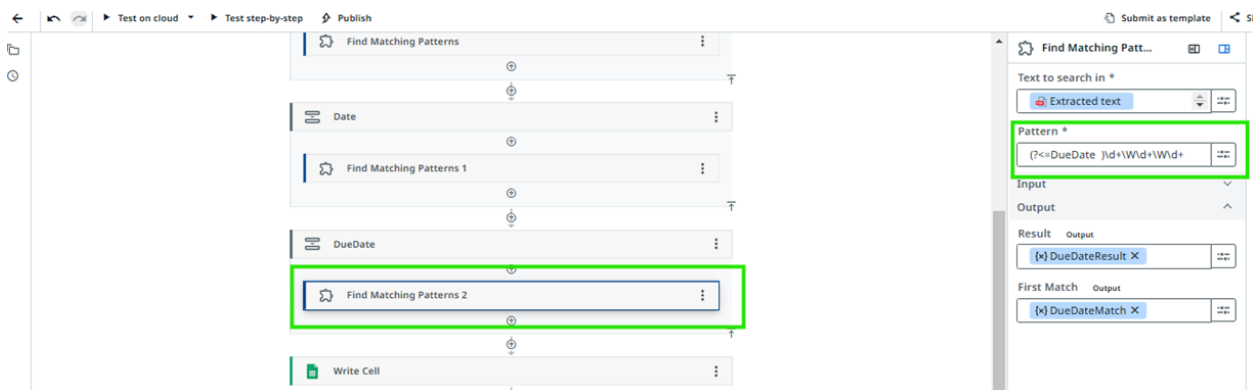 Test on cloud
Test step-by-step
Publish
Submit as template
Find Matching Patterns
Date
Find Matching Patterns 1
DueDate
Find Matching Patterns 2
Write Cell
Find Matching Patt...
Text to search in *
Extracted text
Pattern *
(?<=DueDate  )\d+\W\d+\W\d+
Input
Output
Result Output
{x} DueDateResult ×
First Match Output
{x} DueDateMatch ×